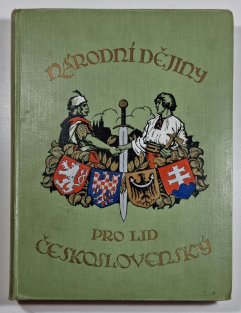 NÁRODNÍ DĚJINY
PRO LID
ČESKOSLOVENSKÝ